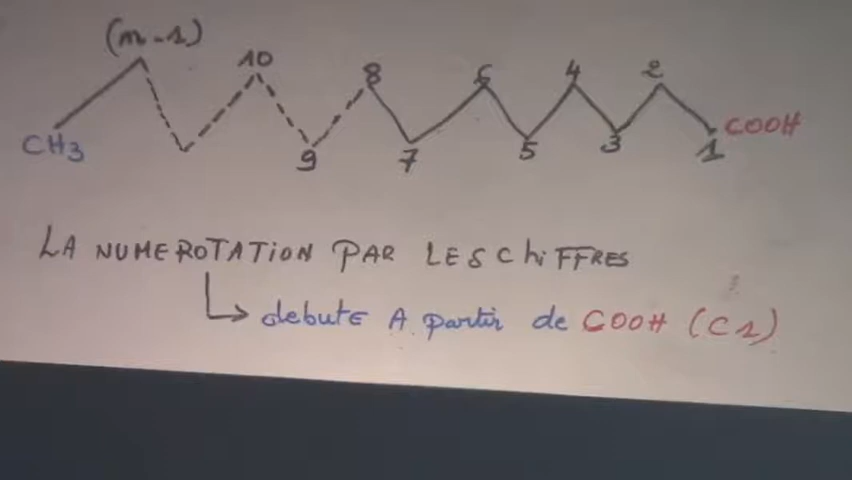 (n-1)
10
8
6
4
2
CH3
9
7
5
3
1
COOH
LA NUMEROTATION PAR LES ChiFFRES
debute A partir de COOH (C1)